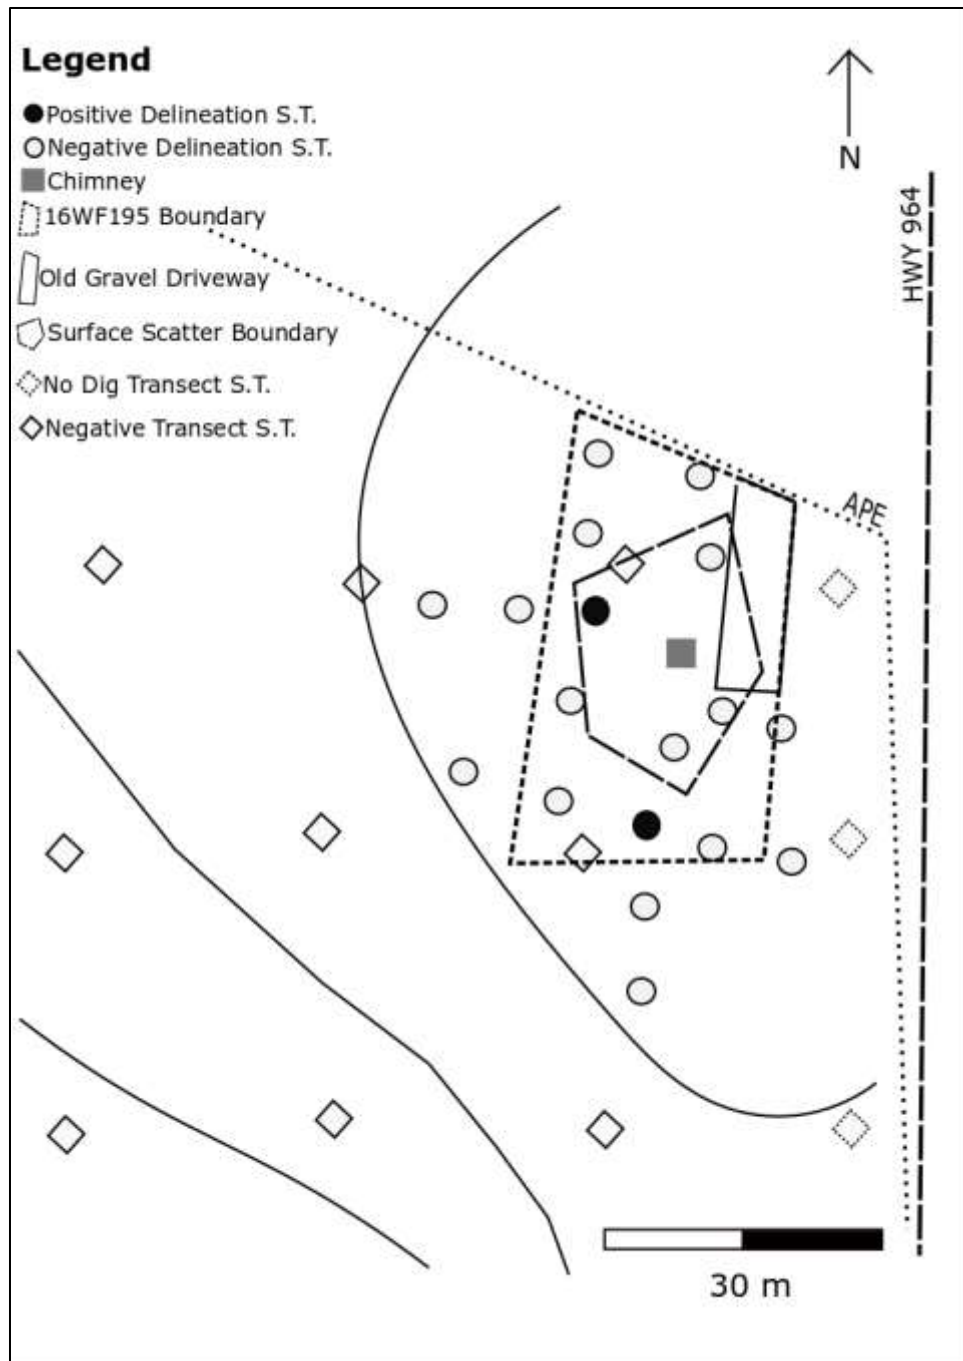 Legend
Positive Delineation S.T.
Negative Delineation S.T.
Chimney
16WF195 Boundary
Old Gravel Driveway
Surface Scatter Boundary
No Dig Transect S.T.
Negative Transect S.T.
N
HWY 964
APE
30 m